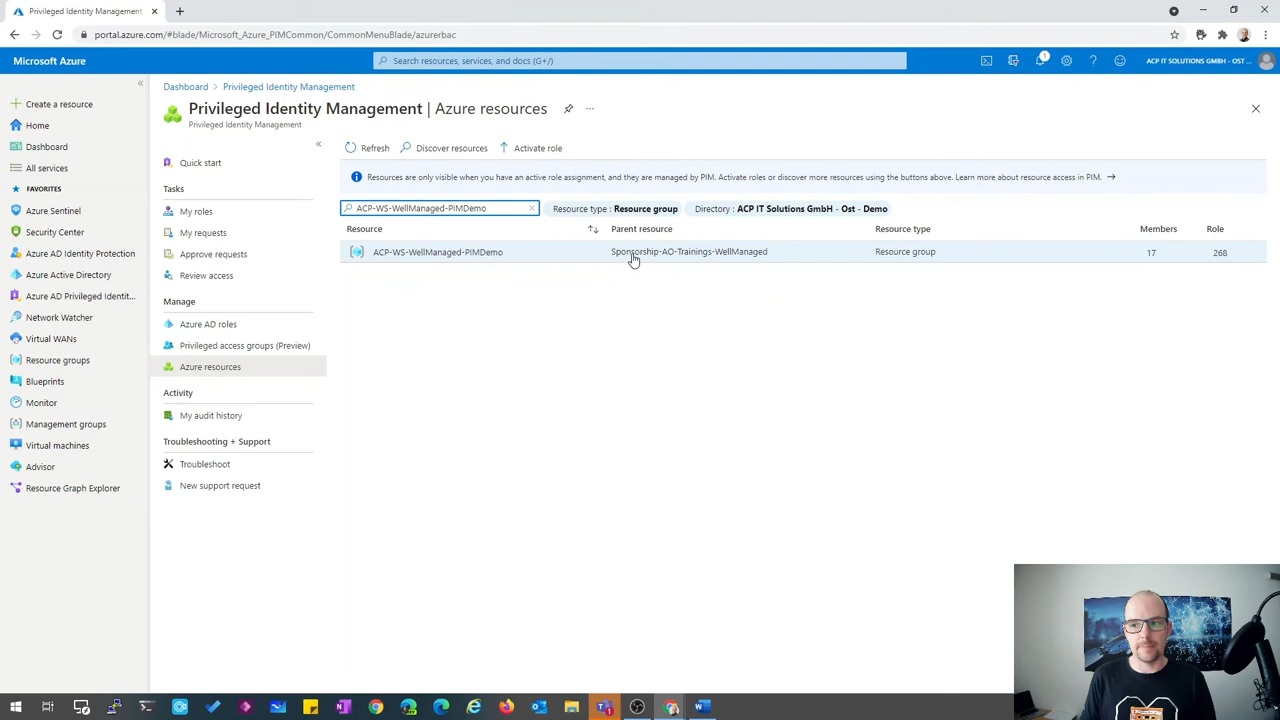 Privileged Identity Management
portal.azure.com/#blade/Microsoft_Azure_PIMCommon/CommonMenuBlade/azurerbac
Microsoft Azure
Search resources, services, and docs (G+/)
1
ACP IT SOLUTIONS GMBH - OST - ...
Create a resource
Home
Dashboard
All services
FAVORITES
Azure Sentinel
Security Center
Azure AD Identity Protection
Azure Active Directory
Azure AD Privileged Identit...
Network Watcher
Virtual WANs
Resource groups
Blueprints
Monitor
Management groups
Virtual machines
Advisor
Resource Graph Explorer
Dashboard > Privileged Identity Management >
Privileged Identity Management | Azure resources
Privileged Identity Management
Quick start
Tasks
My roles
My requests
Approve requests
Review access
Manage
Azure AD roles
Privileged access groups (Preview)
Azure resources
Activity
My audit history
Troubleshooting + Support
Troubleshoot
New support request
Refresh
Discover resources
Activate role
Resources are only visible when you have an active role assignment, and they are managed by PIM. Activate roles or discover more resources using the buttons above. Learn more about resource access in PIM. →
ACP-WS-WellManaged-PIMDemo
Resource type : Resource group
Directory : ACP IT Solutions GmbH - Ost - Demo
Resource
Parent resource
Resource type
Members
Role
ACP-WS-WellManaged-PIMDemo
Sponsorship-AO-Trainings-WellManaged
Resource group
17
268